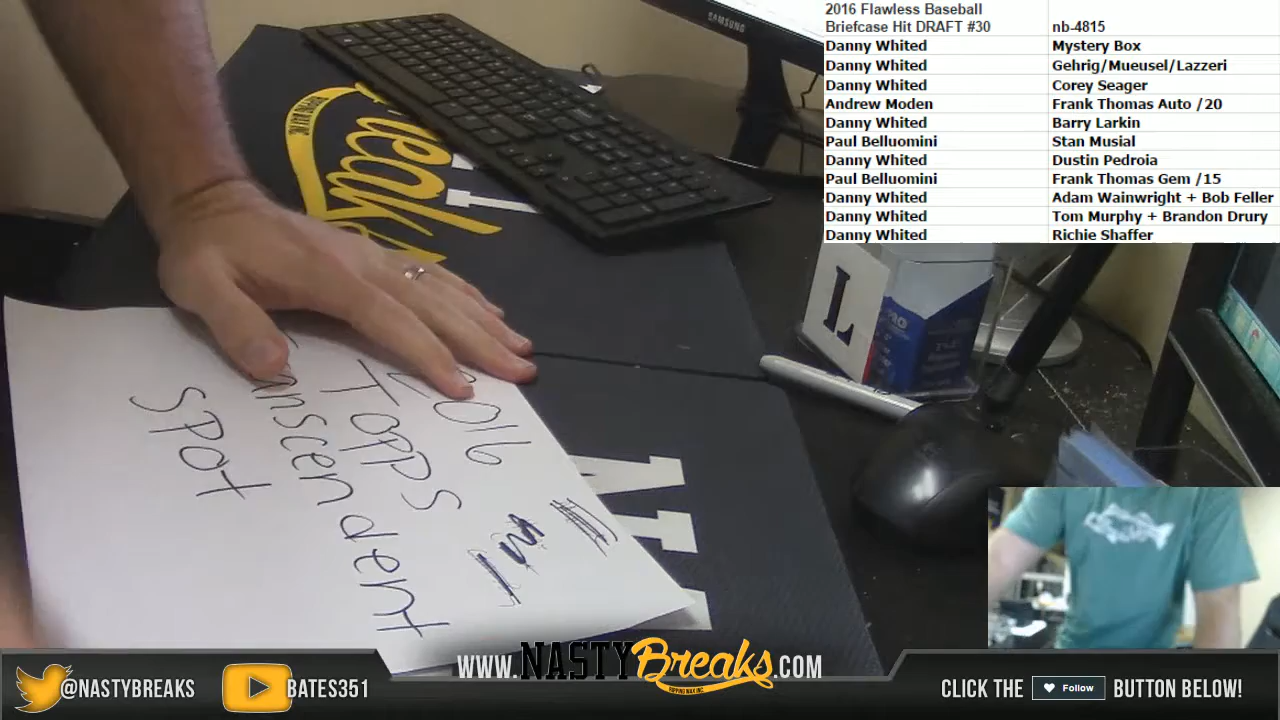 2016 Flawless Baseball
Briefcase Hit DRAFT #30 nb-4815
Danny Whited Mystery Box
Danny Whited Gehrig/Mueusel/Lazzeri
Danny Whited Corey Seager
Andrew Moden Frank Thomas Auto /20
Danny Whited Barry Larkin
Paul Belluomini Stan Musial
Danny Whited Dustin Pedroia
Paul Belluomini Frank Thomas Gem /15
Danny Whited Adam Wainwright + Bob Feller
Danny Whited Tom Murphy + Brandon Drury
Danny Whited Richie Shaffer
SAMSUNG
L
2016
Topps
spot
@NASTYBREAKS
BATES351
WWW.NASTYBreaks.COM
RIPPING WAX INC.
CLICK THE Follow BUTTON BELOW!